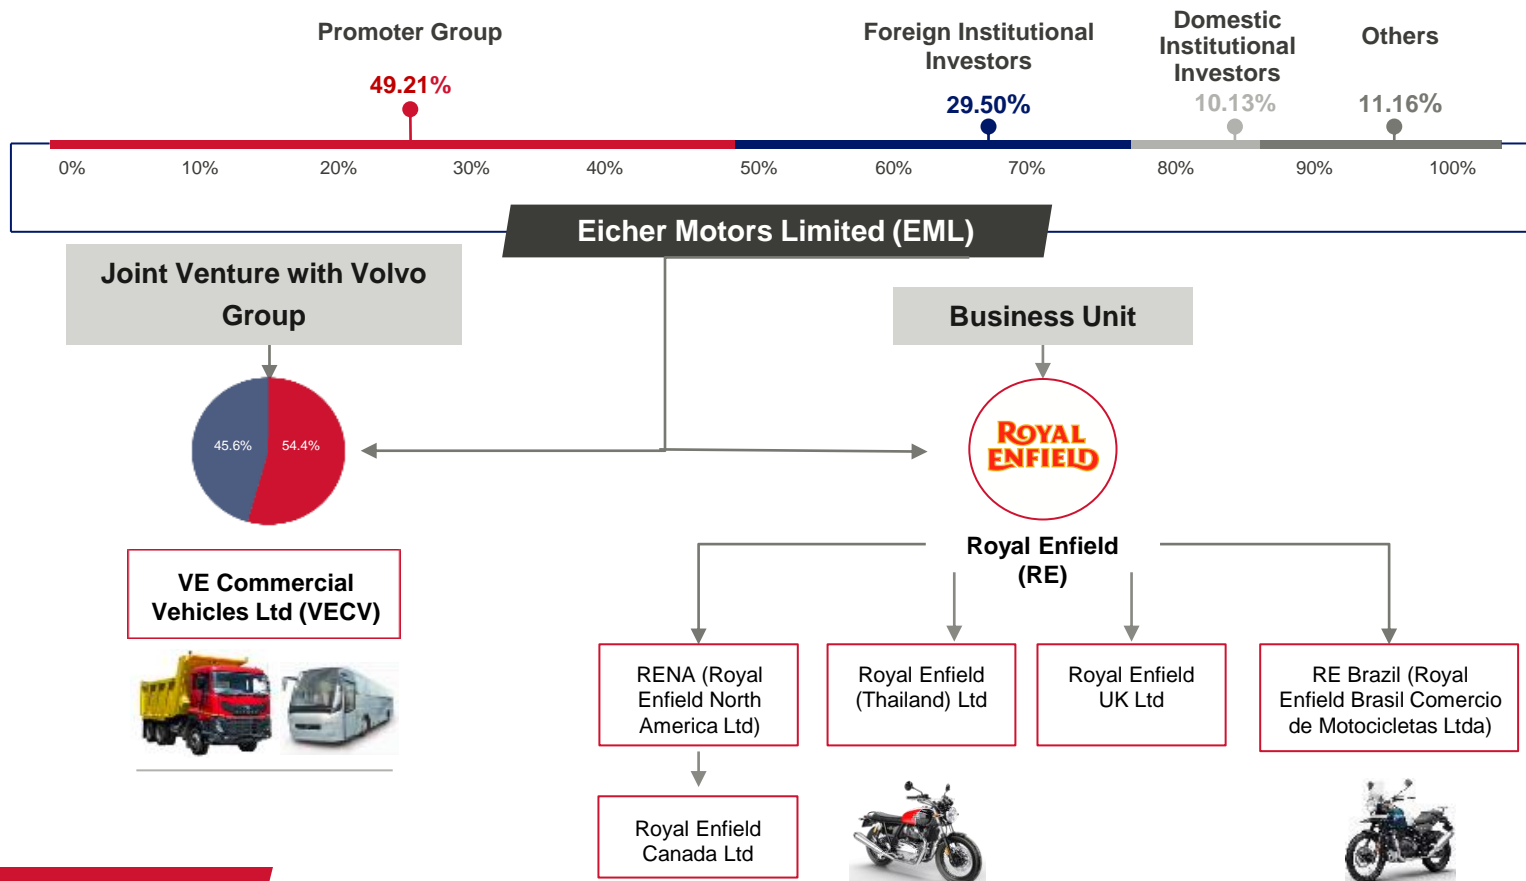 Promoter Group
Foreign Institutional
Investors
Domestic
Institutional
Investors
Others
49.21%
29.50%
10.13%
11.16%
0%
10%
20%
30%
40%
50%
60%
70%
80%
90%
100%
Eicher Motors Limited (EML)
Joint Venture with Volvo
Group
Business Unit
45.6%
54.4%
ROYAL
ENFIELD
VE Commercial
Vehicles Ltd (VECV)
Royal Enfield
(RE)
RENA (Royal
Enfield North
America Ltd)
Royal Enfield
(Thailand) Ltd
Royal Enfield
UK Ltd
RE Brazil (Royal
Enfield Brasil Comercio
de Motocicletas Ltda)
Royal Enfield
Canada Ltd